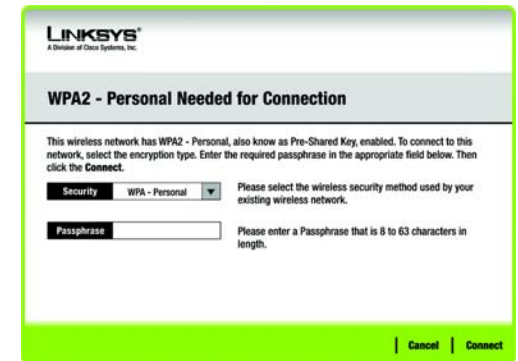 LINKSYS®
A Division of Cisco Systems, Inc.
WPA2 - Personal Needed for Connection
This wireless network has WPA2 - Personal, also know as Pre-Shared Key, enabled. To connect to this
network, select the encryption type. Enter the required passphrase in the appropriate field below. Then
click the Connect.
Security WPA - Personal Please select the wireless security method used by your
existing wireless network.
Passphrase Please enter a Passphrase that is 8 to 63 characters in
length.
Cancel Connect